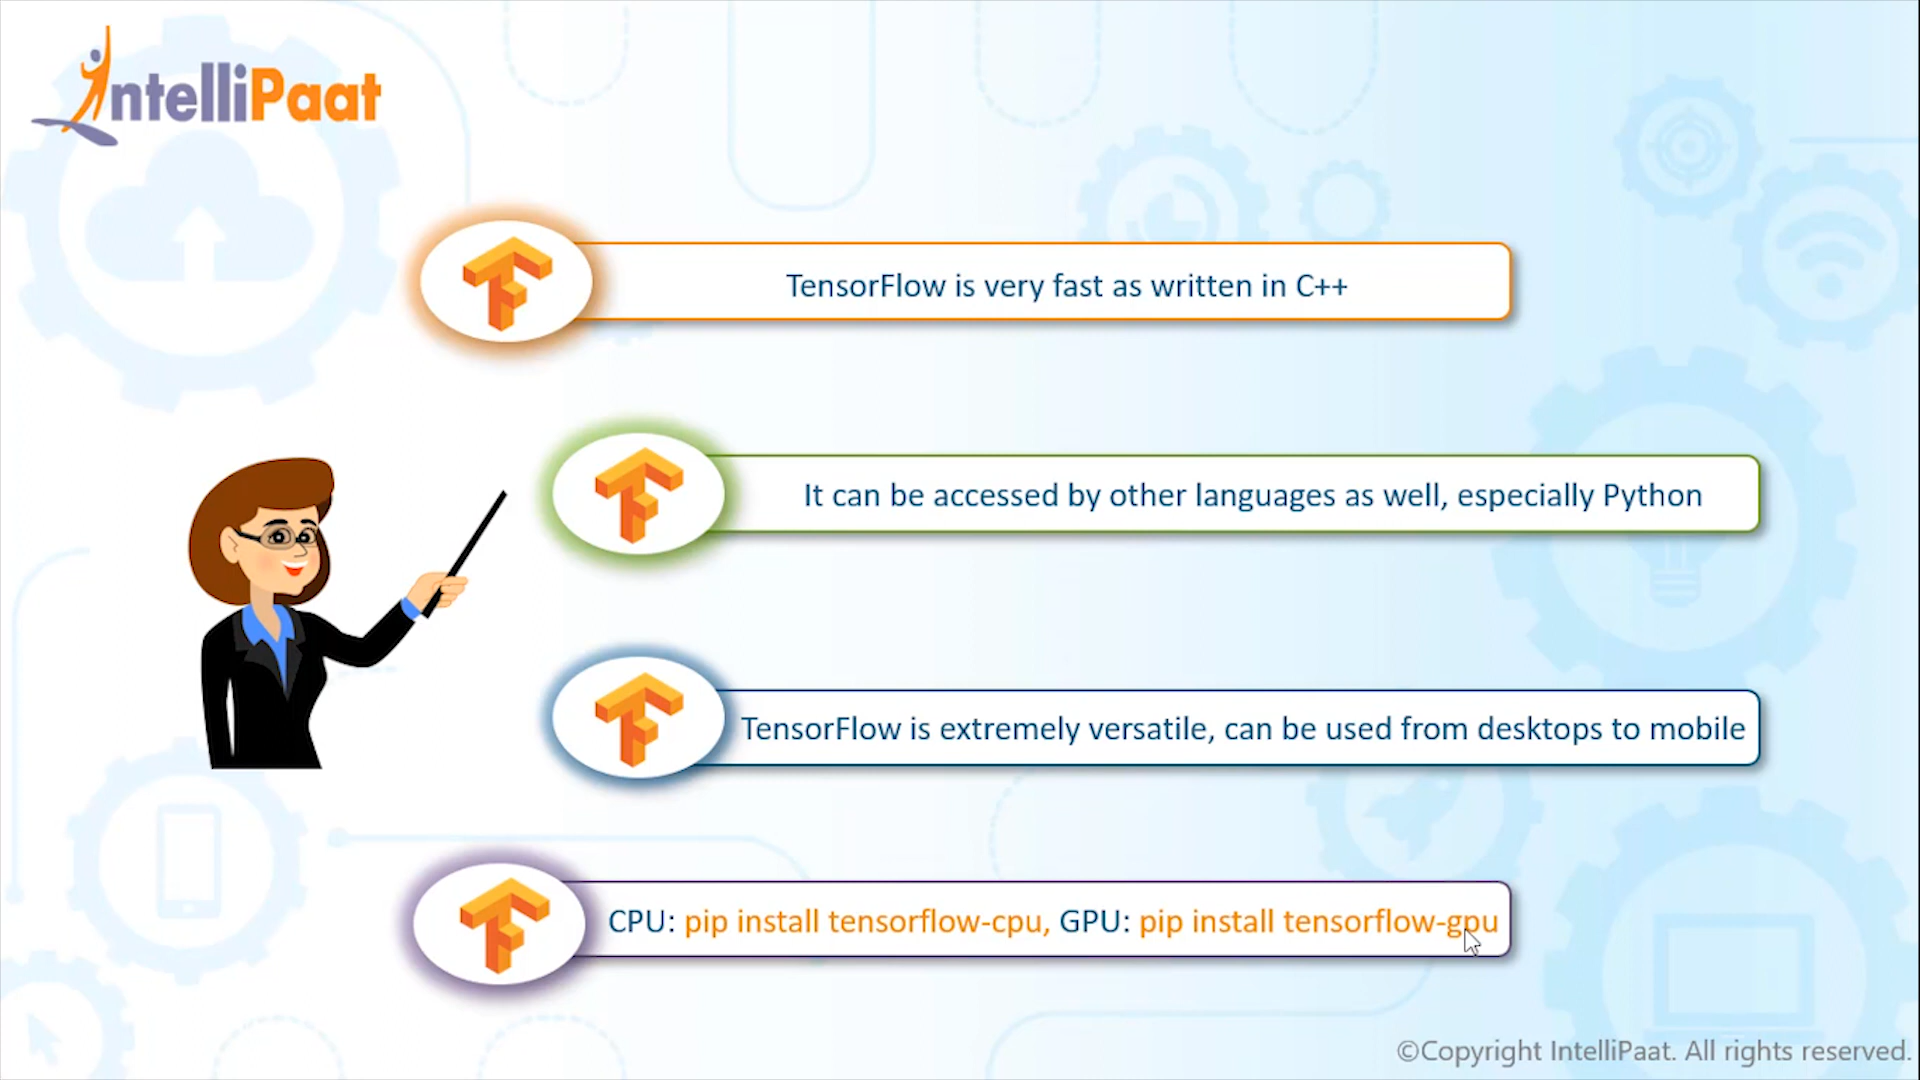 IntelliPaat
TensorFlow is very fast as written in C++
It can be accessed by other languages as well, especially Python
TensorFlow is extremely versatile, can be used from desktops to mobile
CPU: pip install tensorflow-cpu, GPU: pip install tensorflow-gpu
©Copyright IntelliPaat. All rights reserved.